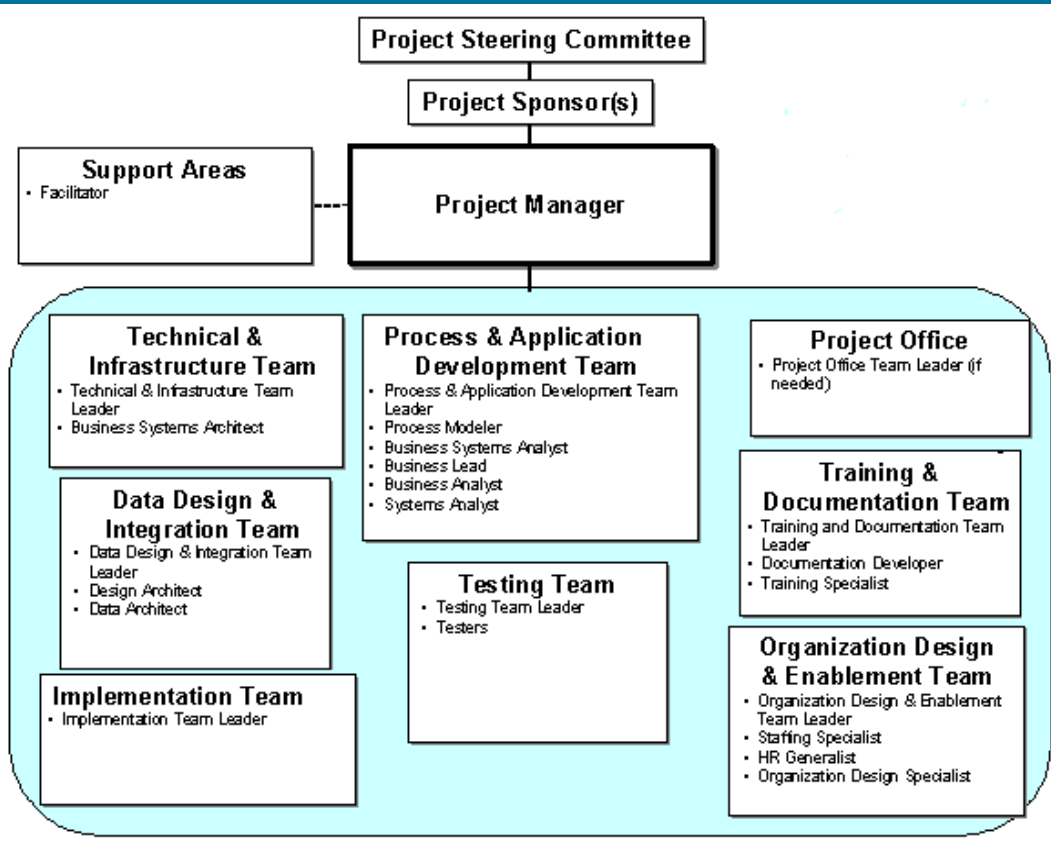 Project Steering Committee
Project Sponsor(s)
Support Areas
• Facilitator
Project Manager
Technical &
Infrastructure Team
• Technical & Infrastructure Team
Leader
• Business Systems Architect
Process & Application
Development Team
• Process & Application Development Team
Leader
• Process Modeler
• Business Systems Analyst
• Business Lead
• Business Analyst
• Systems Analyst
Project Office
• Project Office Team Leader (if
needed)
Data Design &
Integration Team
• Data Design & Integration Team
Leader
• Design Architect
• Data Architect
Testing Team
• Testing Team Leader
• Testers
Training &
Documentation Team
• Training and Documentation Team
Leader
• Documentation Developer
• Training Specialist
Implementation Team
• Implementation Team Leader
Organization Design
& Enablement Team
• Organization Design & Enablement
Team Leader
• Staffing Specialist
• HR Generalist
• Organization Design Specialist